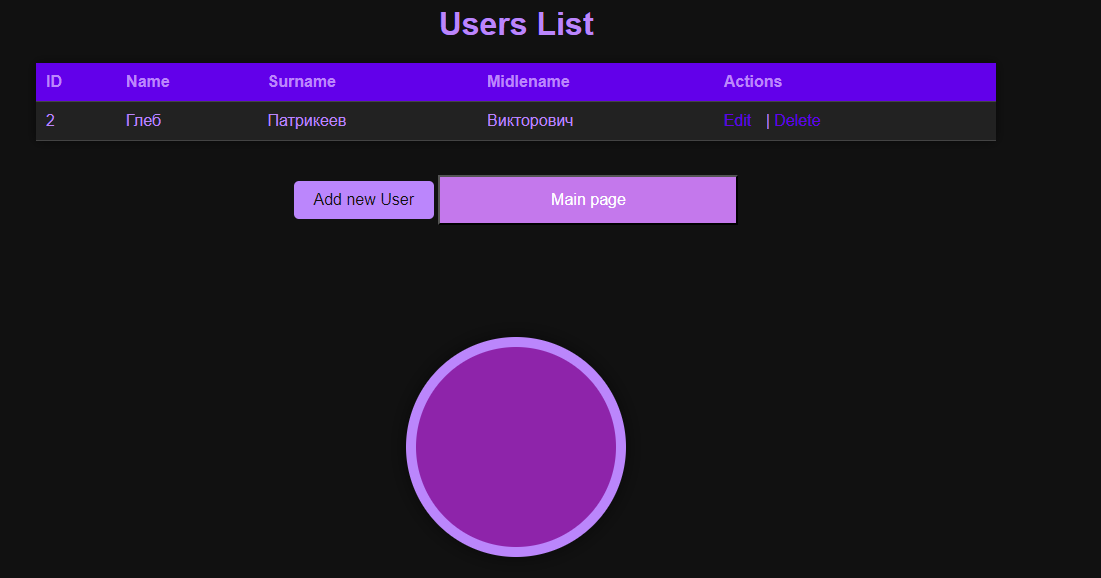 Users List
ID Name Surname Midlename Actions
2 Глеб Патрикеев Викторович Edit | Delete
Add new User Main page